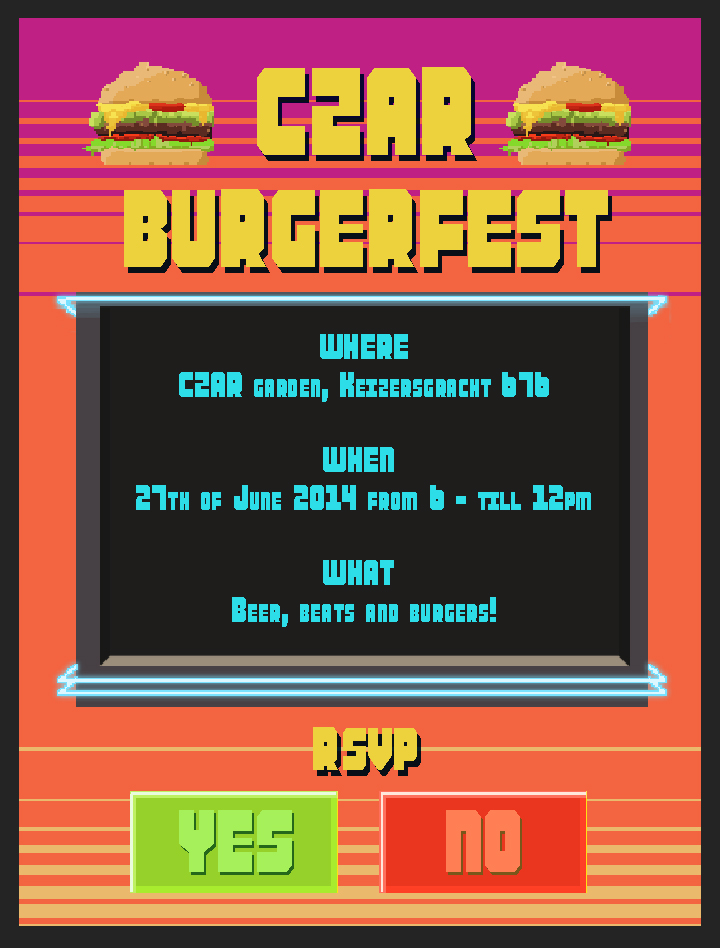 CZAR
BURGERFEST
WHERE
CZAR garden, Keizersgracht 676
WHEN
27th of June 2014 from 6 - till 12pm
WHAT
Beer, beats and burgers!
RSVP
YES NO